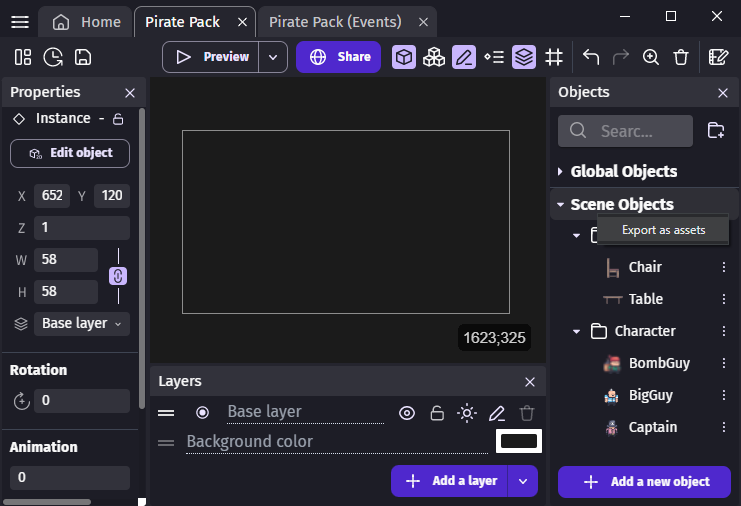 Home
Pirate Pack
Pirate Pack (Events)
Preview
Share
Properties
Instance -
Edit object
X 652 Y 120
Z 1
W 58
H 58
Base layer
Rotation
0
Animation
0
1623;325
Layers
Base layer
Background color
Add a layer
Objects
Searc...
Global Objects
Scene Objects
Export as assets
Chair
Table
Character
BombGuy
BigGuy
Captain
Add a new object